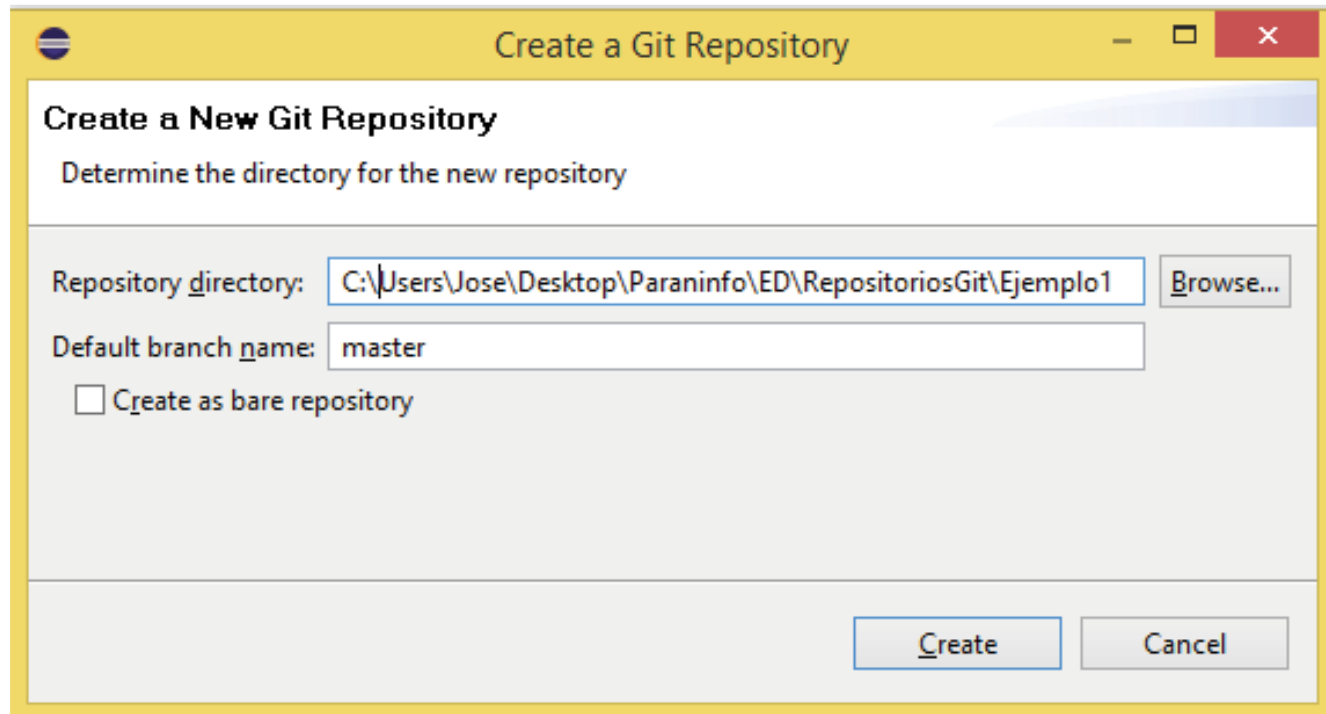 Create a Git Repository
Create a New Git Repository
Determine the directory for the new repository
Repository directory: C:\Users\Jose\Desktop\Paraninfo\ED\RepositoriosGit\Ejemplo1 Browse...
Default branch name: master
Create as bare repository
Create Cancel